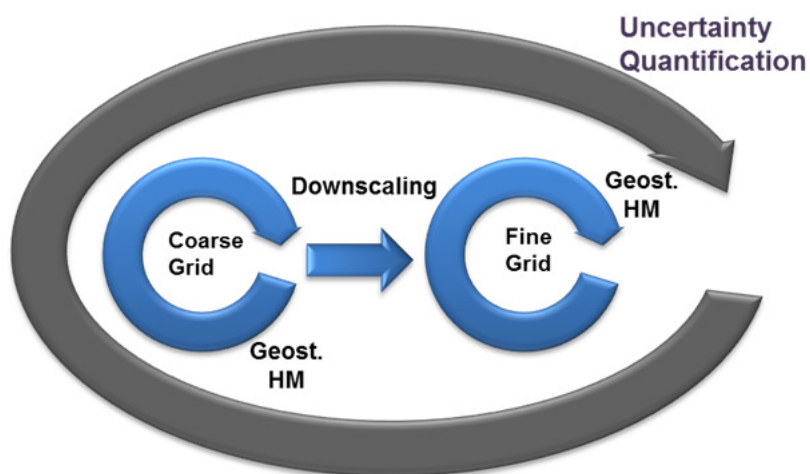 Uncertainty
Quantification
Downscaling
Geost.
HM
Coarse
Grid
Fine
Grid
Geost.
HM